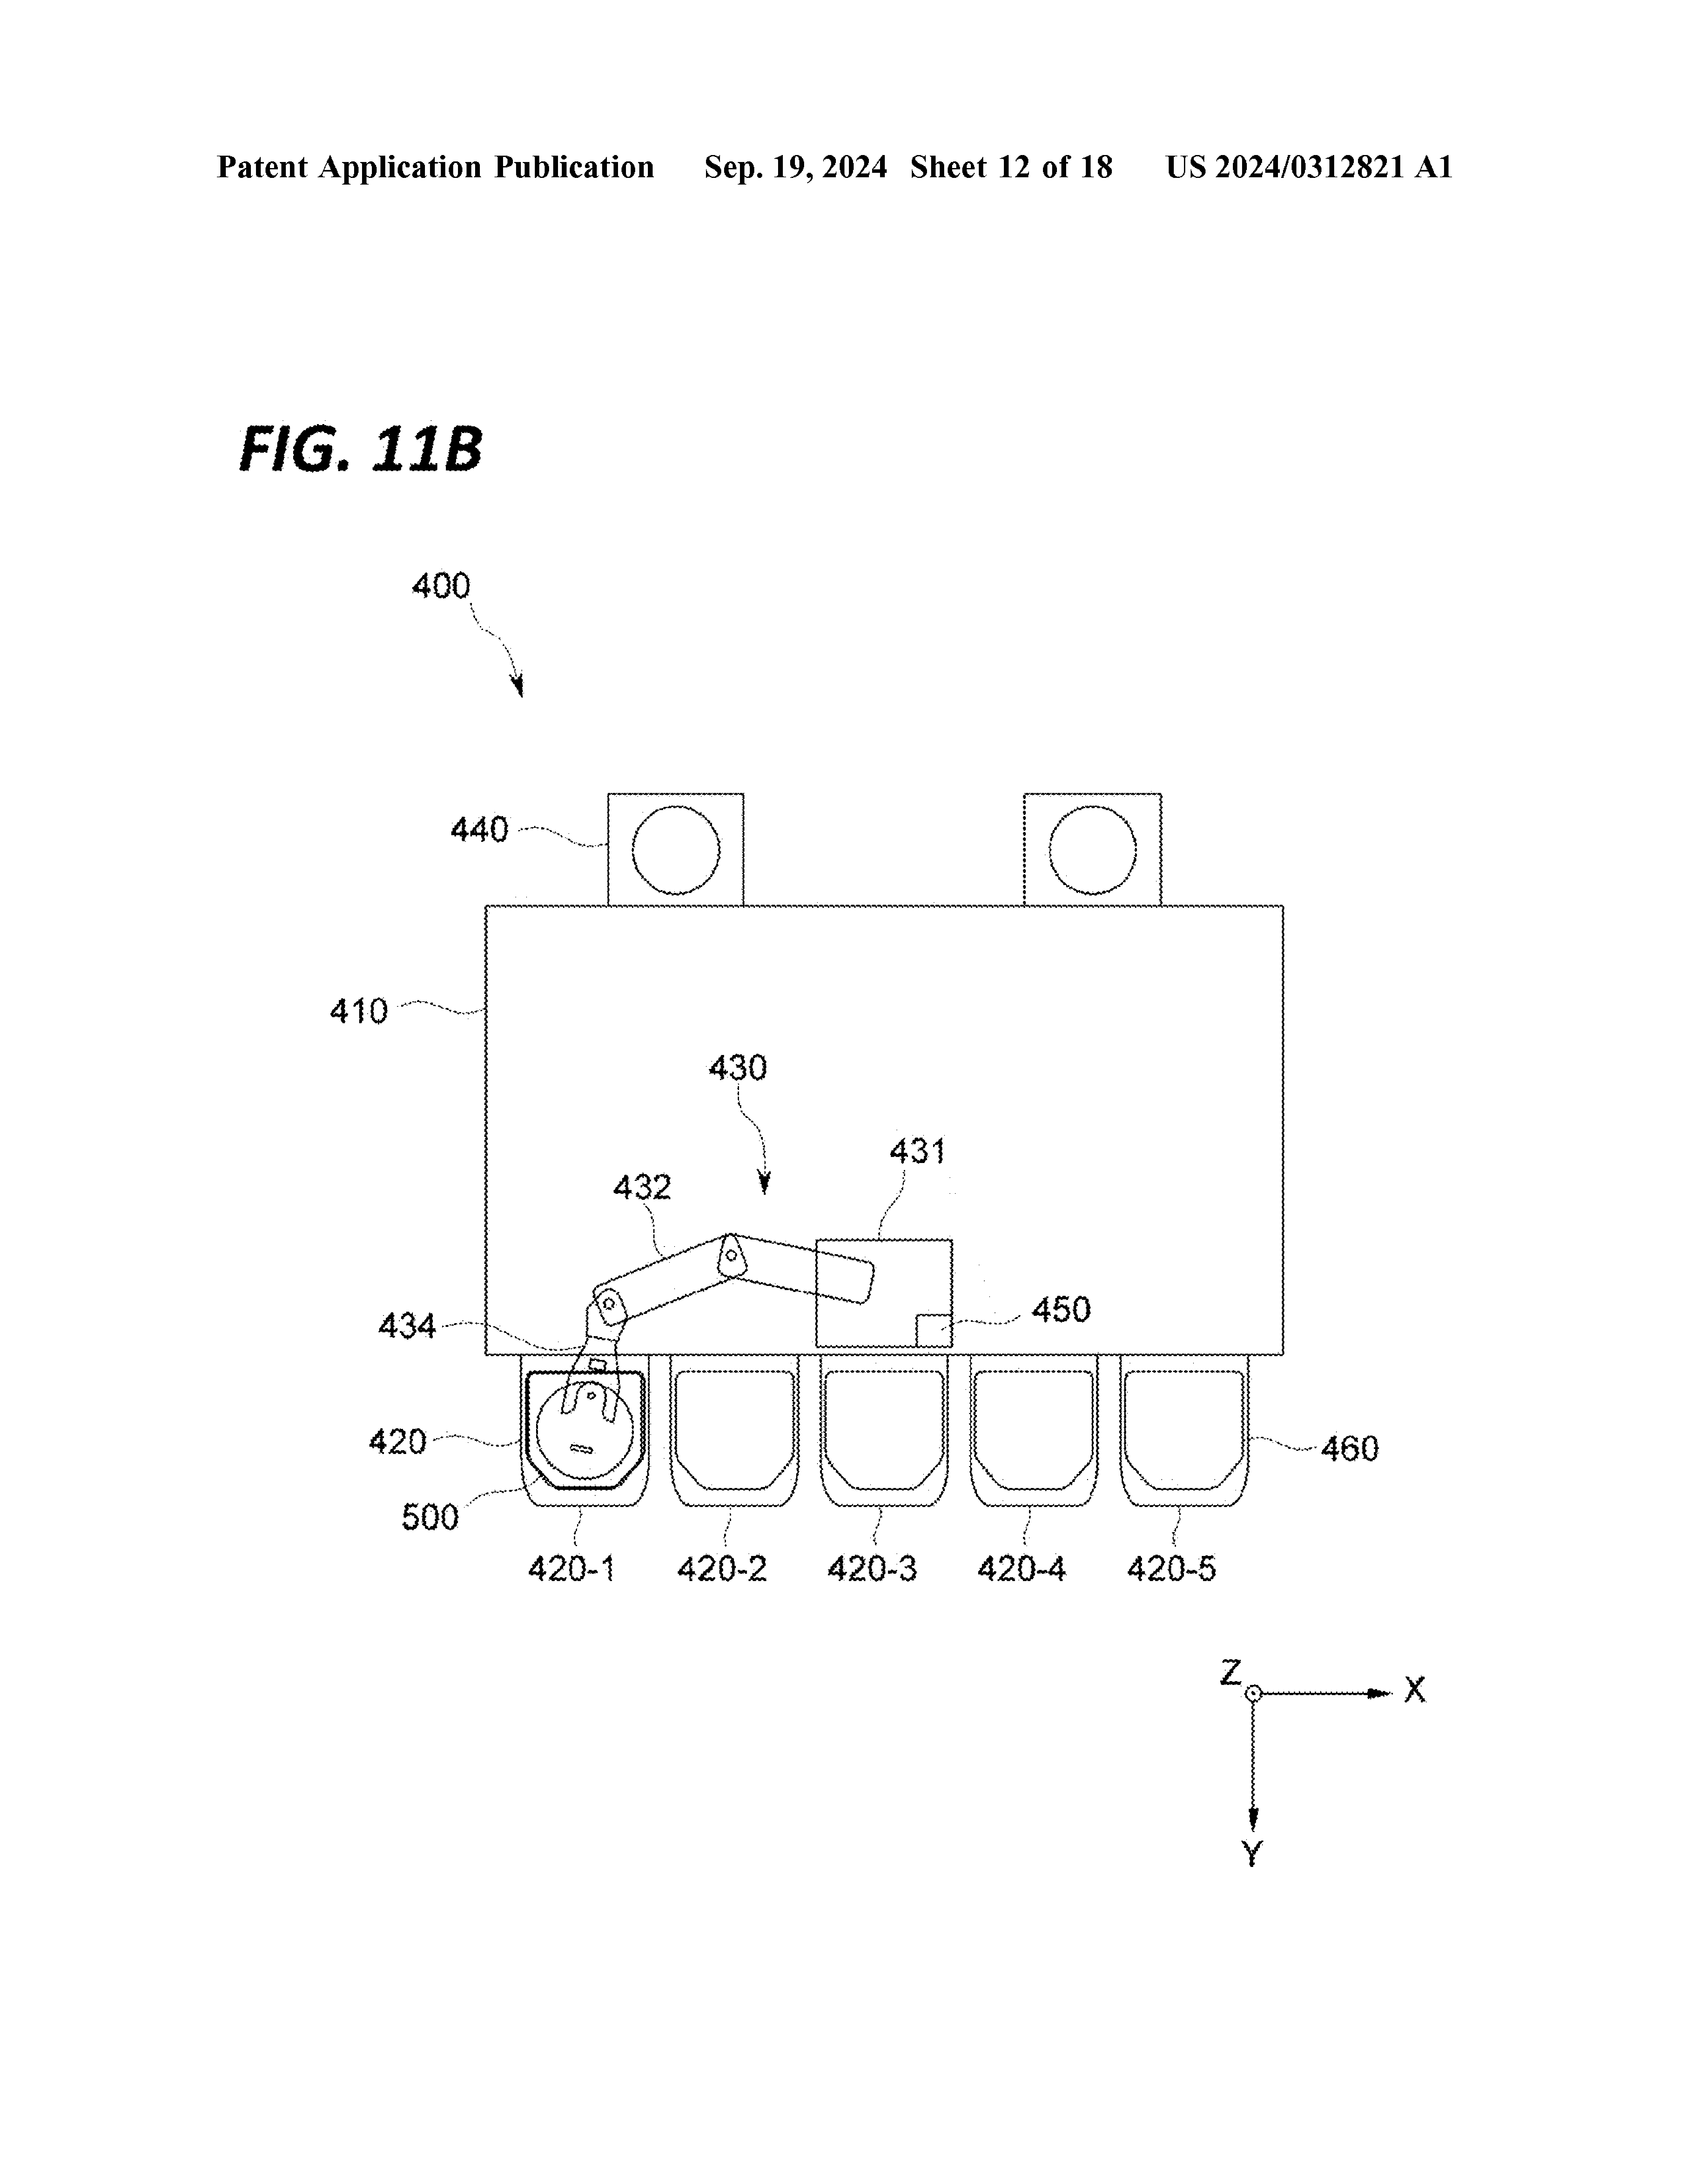 Patent Application Publication Sep. 19, 2024 Sheet 12 of 18 US 2024/0312821 A1
FIG. 11B
400
440
410
430
431
432
450
434
420
460
500
420-1 420-2 420-3 420-4 420-5
Z
X
Y